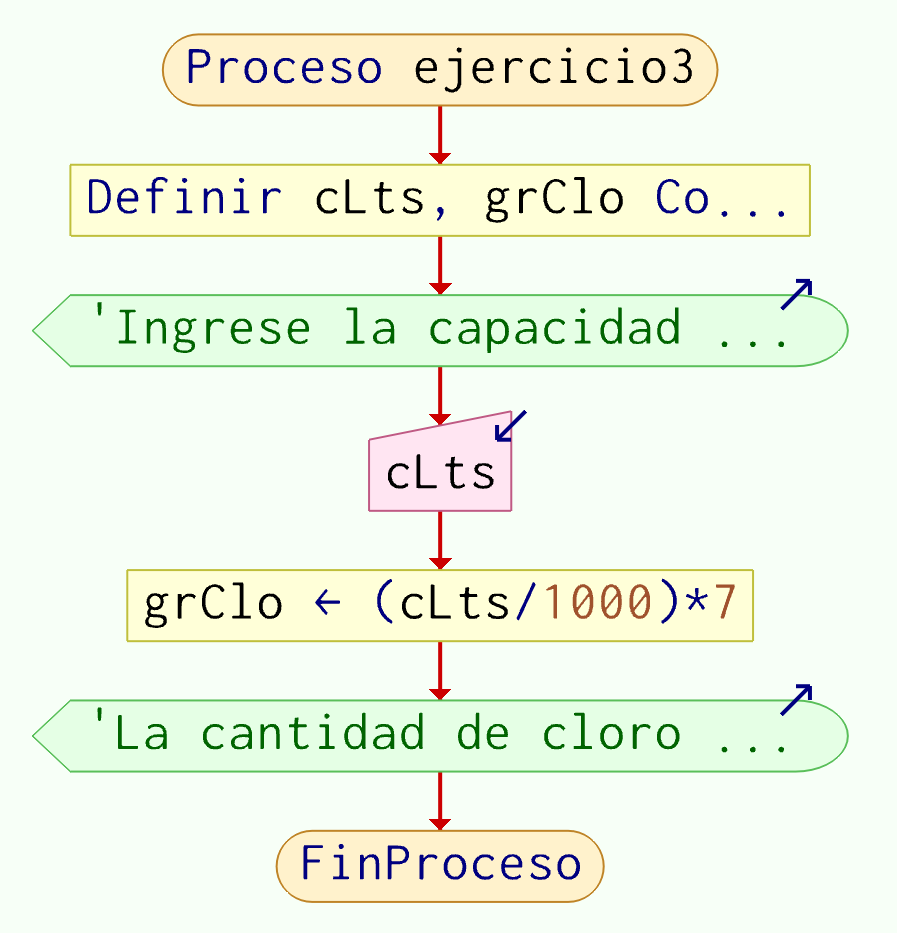 Proceso ejercicio3
Definir cLts, grClo Co...
'Ingrese la capacidad ...
cLts
grClo ← (cLts/1000)*7
'La cantidad de cloro ...
FinProceso